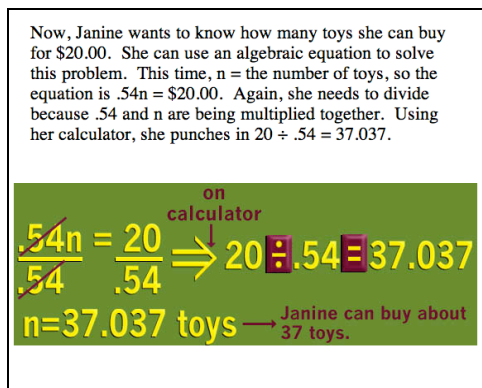 Now, Janine wants to know how many toys she can buy
for $20.00.  She can use an algebraic equation to solve
this problem.  This time, n = the number of toys, so the
equation is .54n = $20.00.  Again, she needs to divide
because .54 and n are being multiplied together.  Using
her calculator, she punches in 20 ÷ .54 = 37.037.
on
calculator
.54n = 20 ⇒ 20 ÷ .54 = 37.037
.54 .54
n=37.037 toys → Janine can buy about
37 toys.